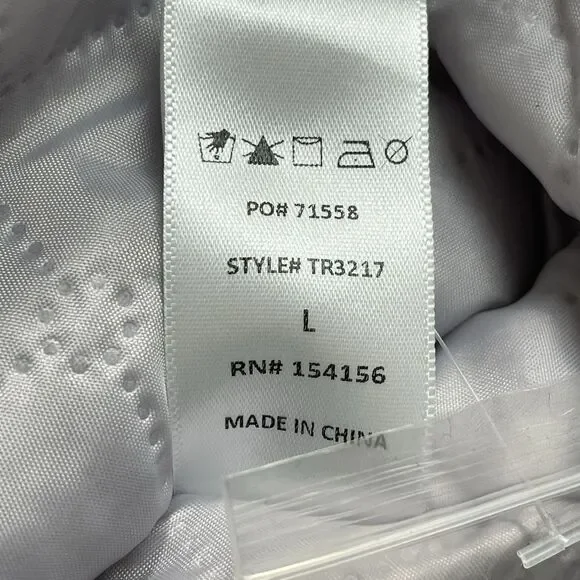 PO# 71558
STYLE# TR3217
L
RN# 154156
MADE IN CHINA